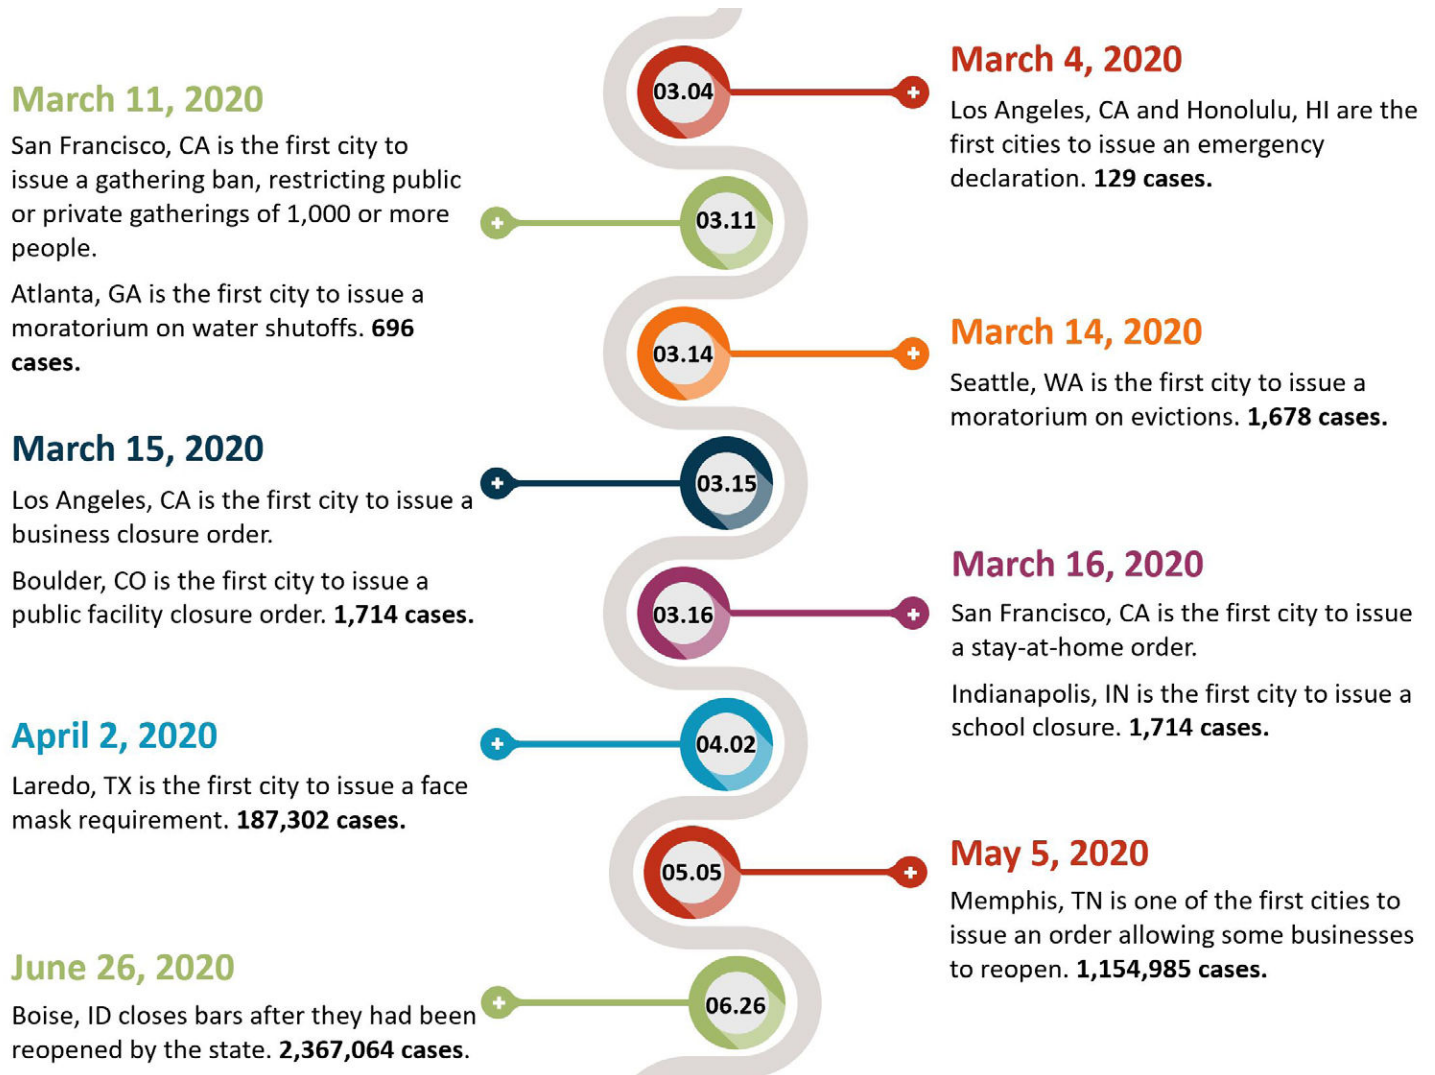 03.04
March 4, 2020
Los Angeles, CA and Honolulu, HI are the
first cities to issue an emergency
declaration. 129 cases.
March 11, 2020
San Francisco, CA is the first city to
issue a gathering ban, restricting public
or private gatherings of 1,000 or more
people.
Atlanta, GA is the first city to issue a
moratorium on water shutoffs. 696
cases.
03.11
03.14
March 14, 2020
Seattle, WA is the first city to issue a
moratorium on evictions. 1,678 cases.
March 15, 2020
Los Angeles, CA is the first city to issue a
business closure order.
Boulder, CO is the first city to issue a
public facility closure order. 1,714 cases.
03.15
03.16
March 16, 2020
San Francisco, CA is the first city to issue
a stay-at-home order.
Indianapolis, IN is the first city to issue a
school closure. 1,714 cases.
April 2, 2020
Laredo, TX is the first city to issue a face
mask requirement. 187,302 cases.
04.02
05.05
May 5, 2020
Memphis, TN is one of the first cities to
issue an order allowing some businesses
to reopen. 1,154,985 cases.
June 26, 2020
Boise, ID closes bars after they had been
reopened by the state. 2,367,064 cases.
06.26